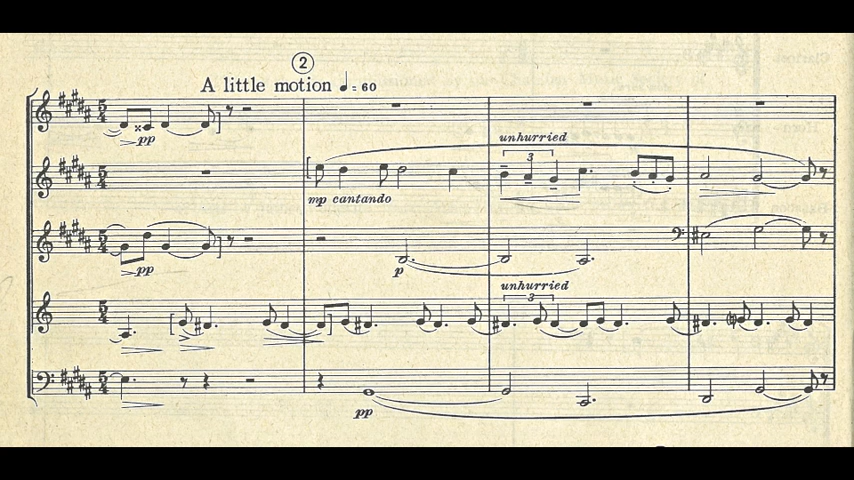 2
A little motion ♩ = 60
pp
unhurried
3
mp cantando
pp
p
unhurried
3
pp